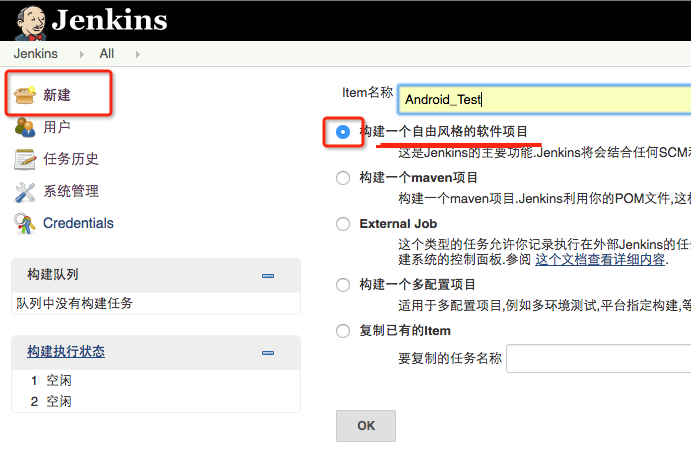 Jenkins
Jenkins All
新建
用户
任务历史
系统管理
Credentials
构建队列
队列中没有构建任务
构建执行状态
1 空闲
2 空闲
Item名称 Android_Test
构建一个自由风格的软件项目
这是Jenkins的主要功能.Jenkins将会结合任何SCM和
构建一个maven项目
构建一个maven项目.Jenkins利用你的POM文件,这样
External Job
这个类型的任务允许你记录执行在外部Jenkins的任
建系统的控制面板.参阅 这个文档查看详细内容.
构建一个多配置项目
适用于多配置项目,例如多环境测试,平台指定构建,等
复制已有的Item
要复制的任务名称
OK